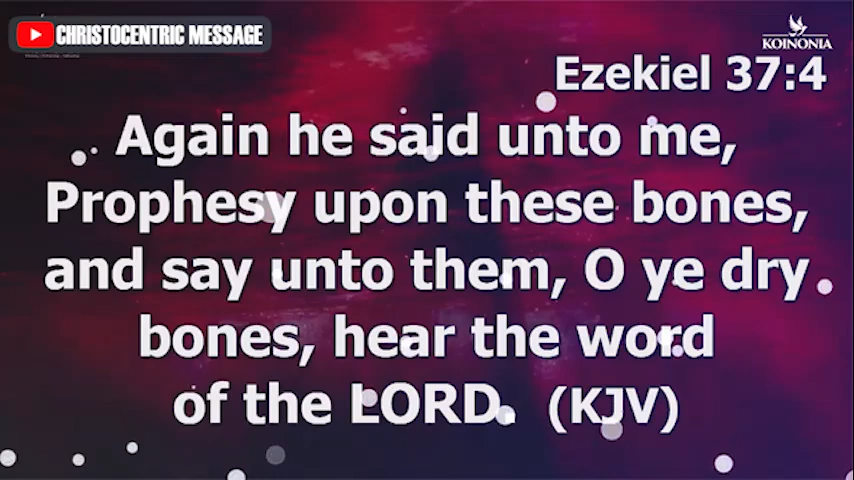 CHRISTOCENTRIC MESSAGE
KOINONIA
Ezekiel 37:4
Again he said unto me,
Prophesy upon these bones,
and say unto them, O ye dry
bones, hear the word
of the LORD. (KJV)